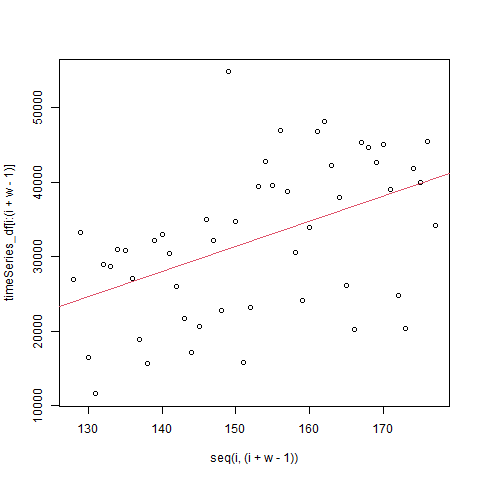 50000
40000
30000
20000
10000
timeSeries_df[i:(i + w - 1)]
130 140 150 160 170
seq(i, (i + w - 1))